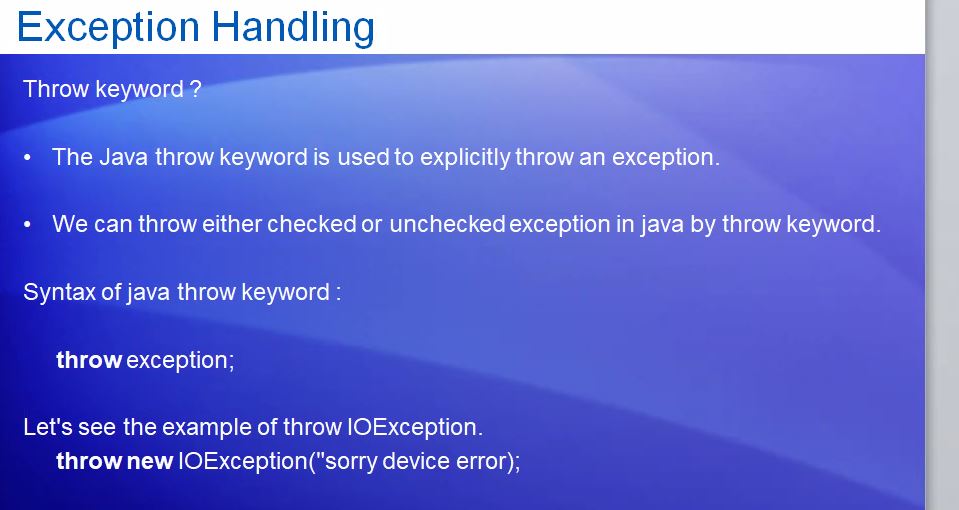 Exception Handling
Throw keyword ?
• The Java throw keyword is used to explicitly throw an exception.
• We can throw either checked or unchecked exception in java by throw keyword.
Syntax of java throw keyword :
throw exception;
Let's see the example of throw IOException.
throw new IOException("sorry device error);